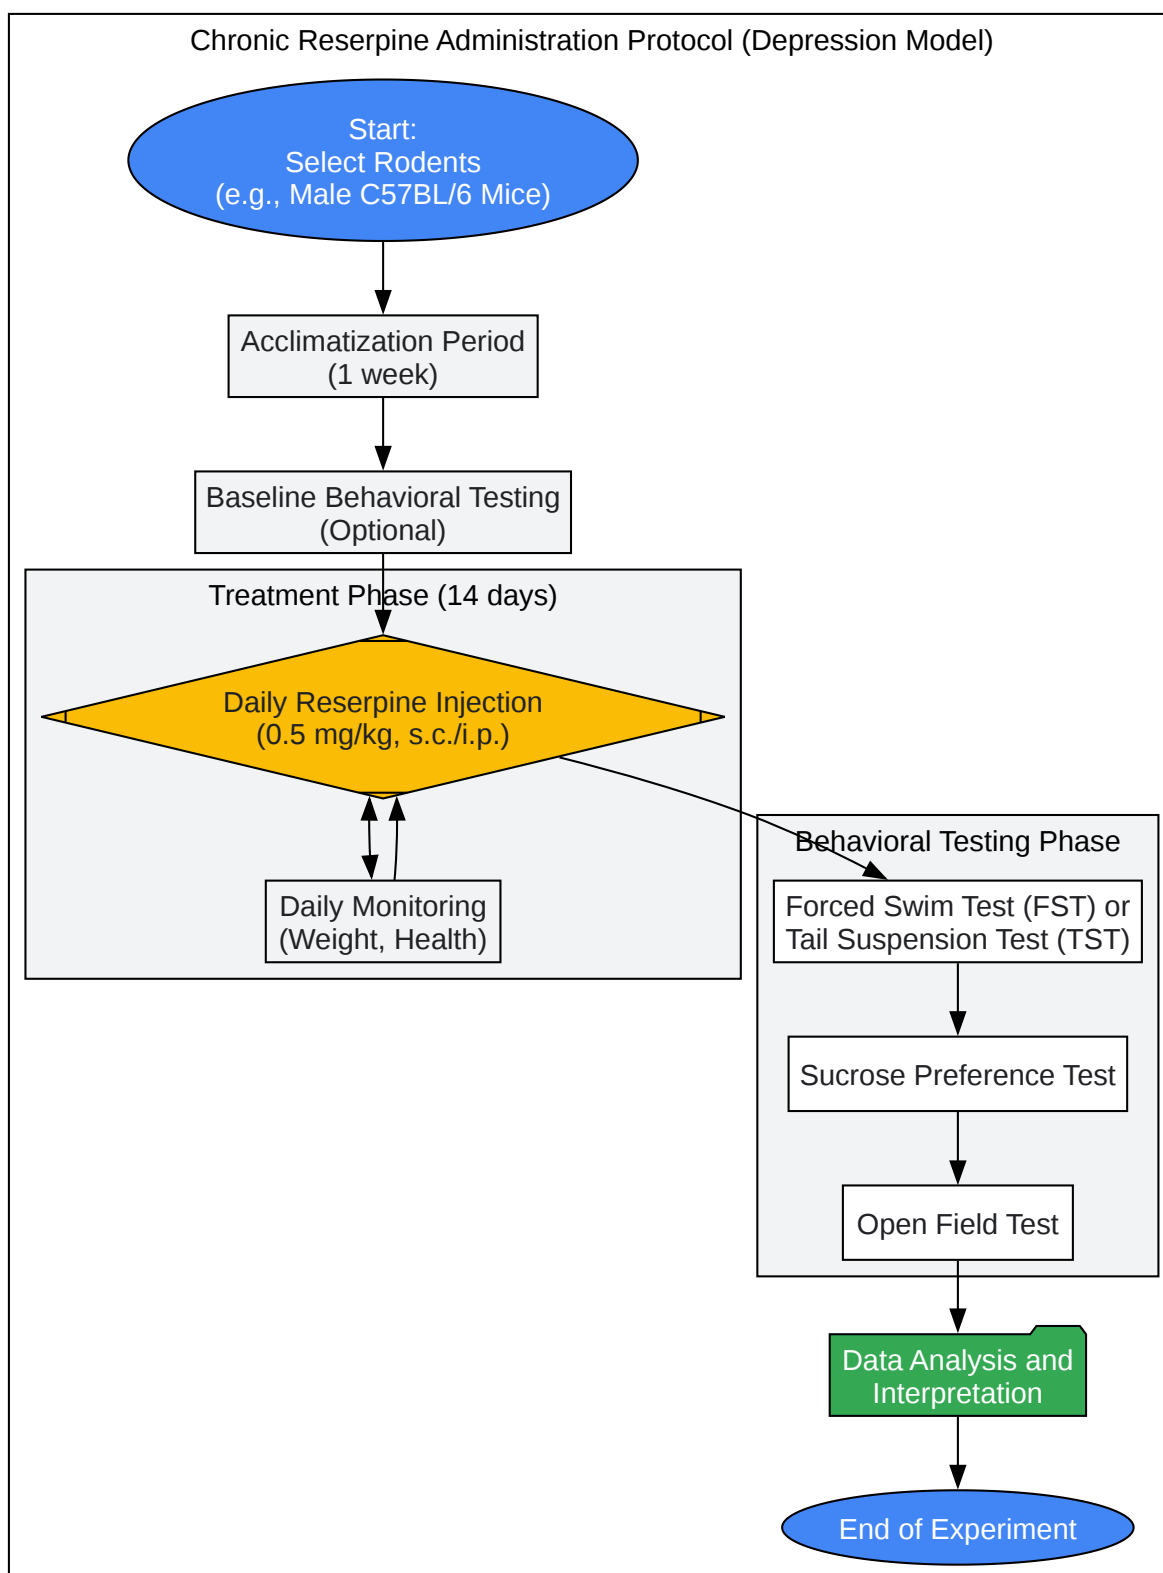 Chronic Reserpine Administration Protocol (Depression Model)
Start:
Select Rodents
(e.g., Male C57BL/6 Mice)
Acclimatization Period
(1 week)
Baseline Behavioral Testing
(Optional)
Treatment Phase (14 days)
Daily Reserpine Injection
(0.5 mg/kg, s.c./i.p.)
Daily Monitoring
(Weight, Health)
Behavioral Testing Phase
Forced Swim Test (FST) or
Tail Suspension Test (TST)
Sucrose Preference Test
Open Field Test
Data Analysis and
Interpretation
End of Experiment